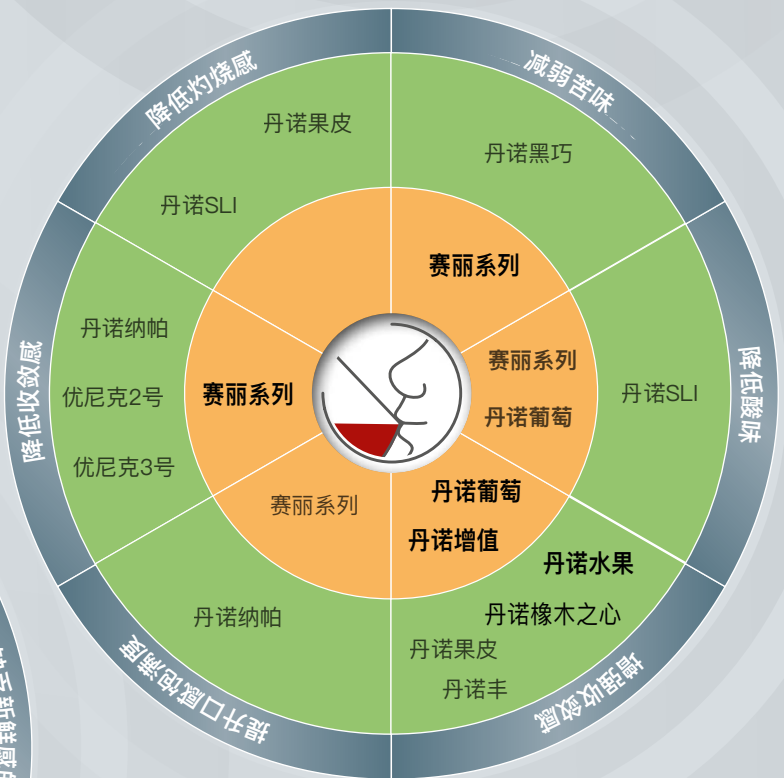 降低灼烧感
丹诺果皮
丹诺SLI
减弱苦味
丹诺黑巧
赛丽系列
降低酸味
丹诺SLI
赛丽系列
丹诺葡萄
增强收敛感
丹诺葡萄
丹诺增值
丹诺水果
丹诺橡木之心
丹诺果皮
丹诺丰
提升口感饱满度
赛丽系列
丹诺纳帕
降低收敛感
丹诺纳帕
优尼克2号
优尼克3号
赛丽系列
新鲜感